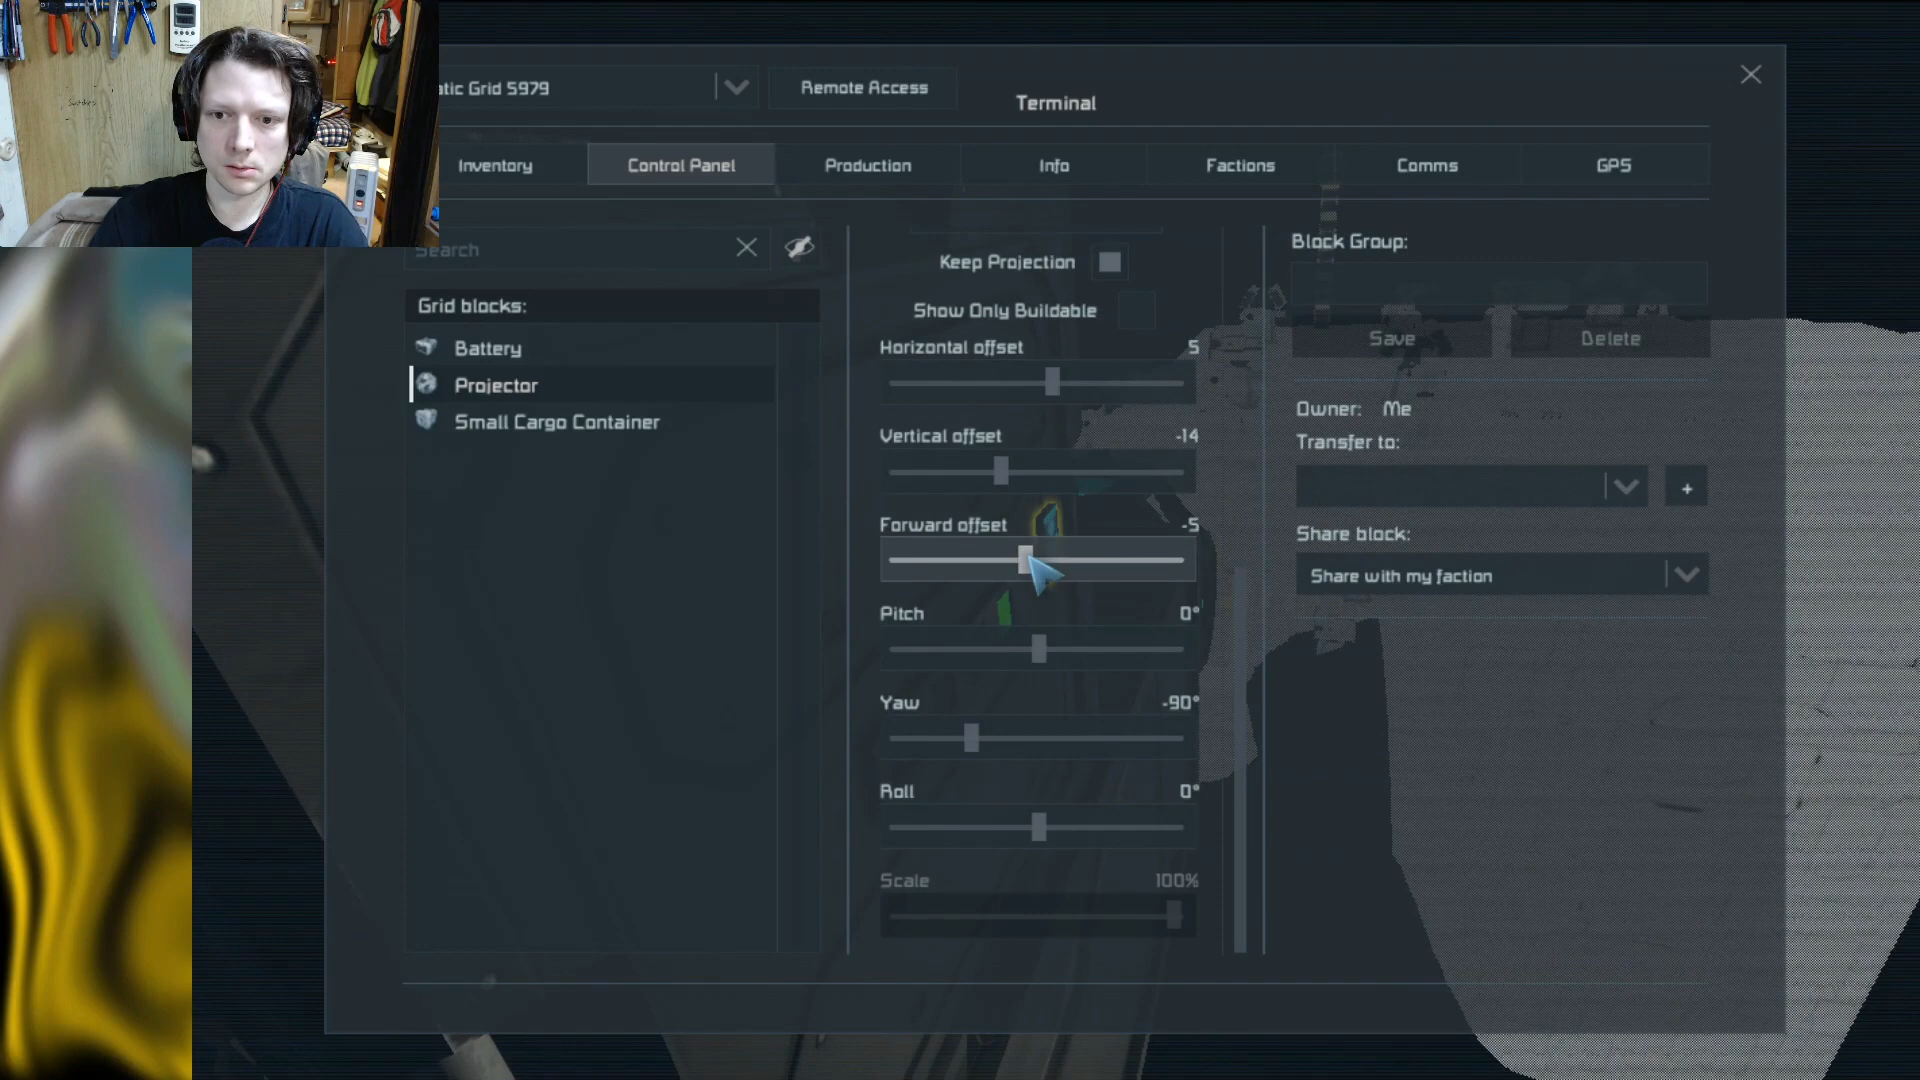 atic Grid 5979
Remote Access
Terminal
Inventory
Control Panel
Production
Info
Factions
Comms
GPS
Search
Grid blocks:
Battery
Projector
Small Cargo Container
Keep Projection
Show Only Buildable
Horizontal offset 5
Vertical offset -14
Forward offset -5
Pitch 0°
Yaw -90°
Roll 0°
Scale 100%
Block Group:
Save
Delete
Owner: Me
Transfer to:
+
Share block:
Share with my faction